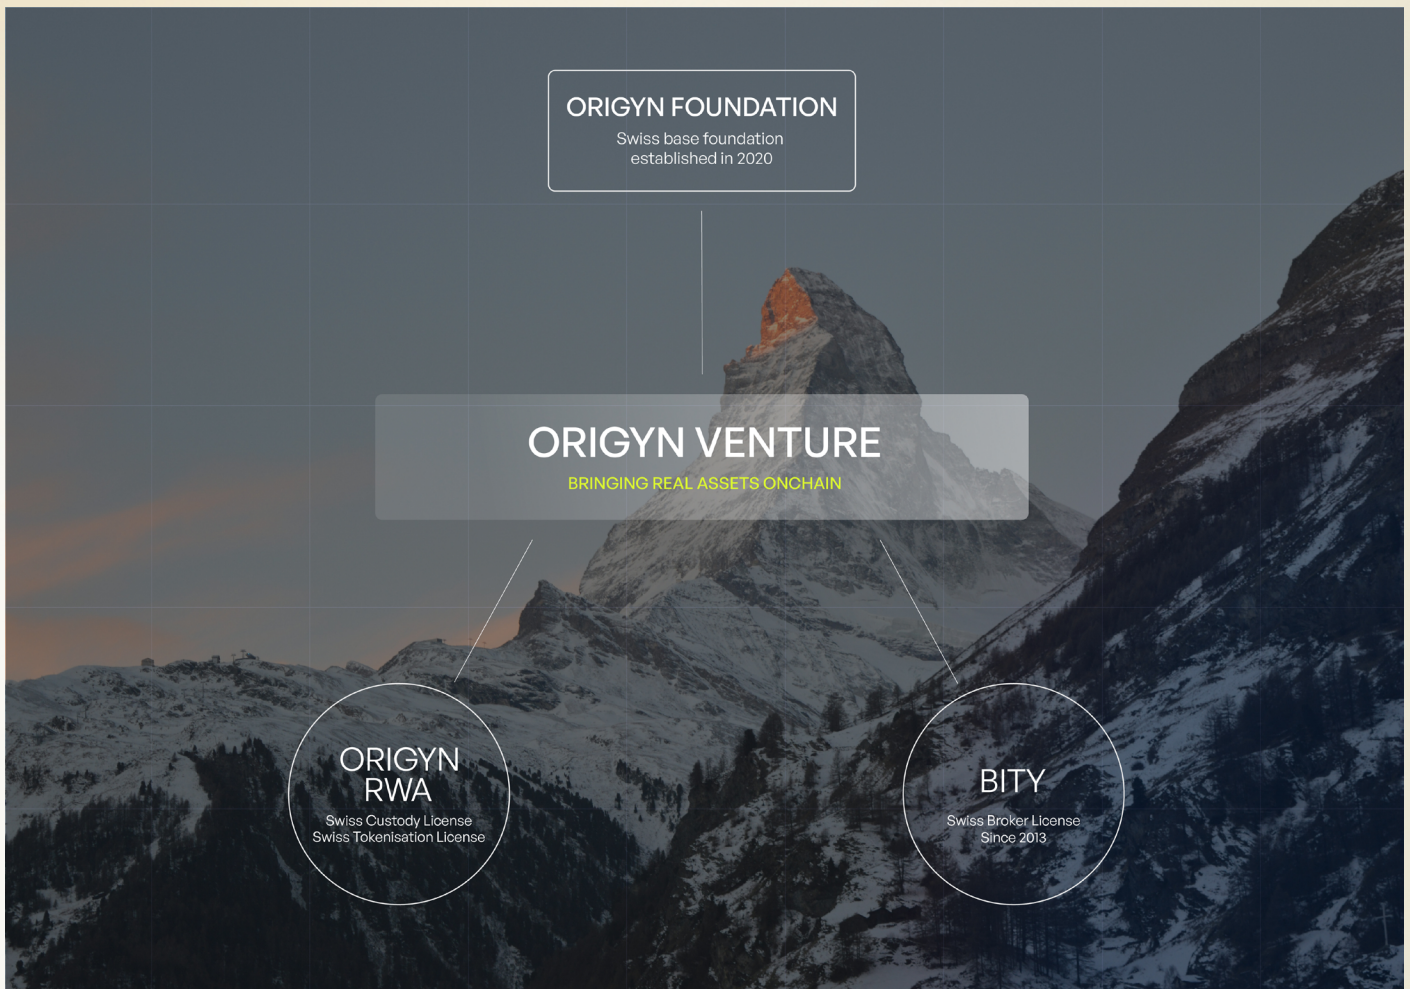 ORIGYN FOUNDATION
Swiss base foundation
established in 2020
ORIGYN VENTURE
BRINGING REAL ASSETS ONCHAIN
ORIGYN
RWA
Swiss Custody License
Swiss Tokenisation License
BITY
Swiss Broker License
Since 2013